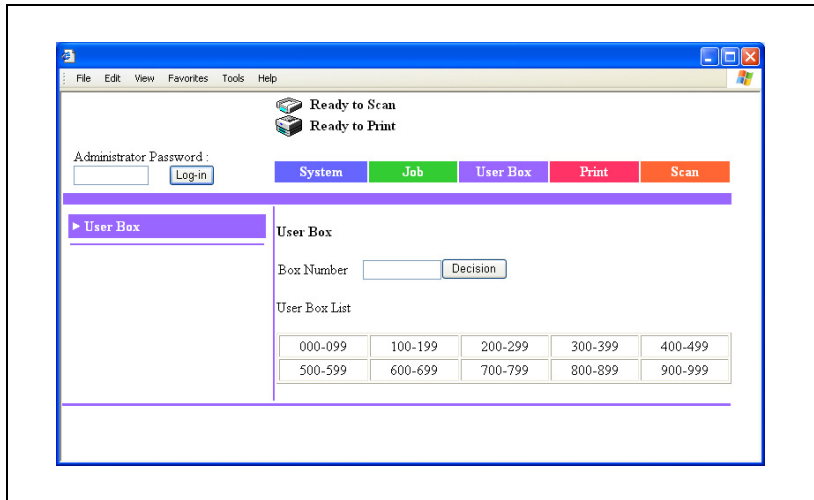 File Edit View Favorites Tools Help
Ready to Scan
Ready to Print
Administrator Password :
Log-in
System Job User Box Print Scan
User Box
User Box
Box Number Decision
User Box List
000-099 100-199 200-299 300-399 400-499
500-599 600-699 700-799 800-899 900-999